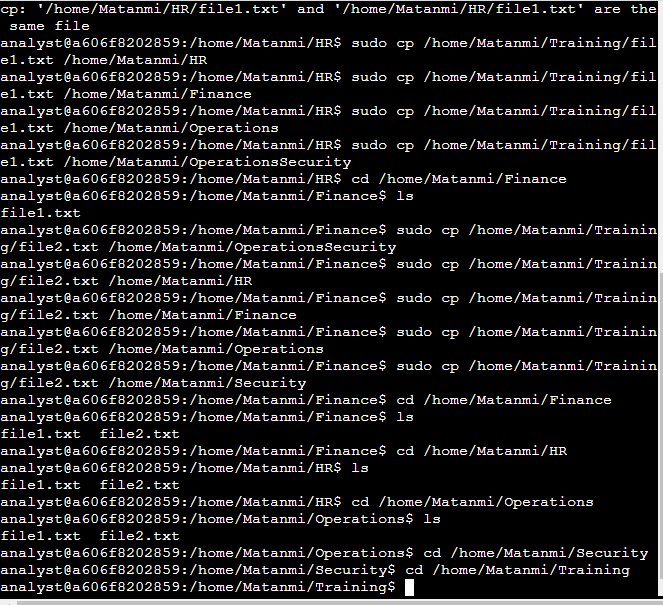 cp: '/home/Matanmi/HR/file1.txt' and '/home/Matanmi/HR/file1.txt' are the
 same file
analyst@a606f8202859:/home/Matanmi/HR$ sudo cp /home/Matanmi/Training/fil
e1.txt /home/Matanmi/HR
analyst@a606f8202859:/home/Matanmi/HR$ sudo cp /home/Matanmi/Training/fil
e1.txt /home/Matanmi/Finance
analyst@a606f8202859:/home/Matanmi/HR$ sudo cp /home/Matanmi/Training/fil
e1.txt /home/Matanmi/Operations
analyst@a606f8202859:/home/Matanmi/HR$ sudo cp /home/Matanmi/Training/fil
e1.txt /home/Matanmi/OperationsSecurity
analyst@a606f8202859:/home/Matanmi/HR$ cd /home/Matanmi/Finance
analyst@a606f8202859:/home/Matanmi/Finance$ ls
file1.txt
analyst@a606f8202859:/home/Matanmi/Finance$ sudo cp /home/Matanmi/Trainin
g/file2.txt /home/Matanmi/OperationsSecurity
analyst@a606f8202859:/home/Matanmi/Finance$ sudo cp /home/Matanmi/Trainin
g/file2.txt /home/Matanmi/HR
analyst@a606f8202859:/home/Matanmi/Finance$ sudo cp /home/Matanmi/Trainin
g/file2.txt /home/Matanmi/Finance
analyst@a606f8202859:/home/Matanmi/Finance$ sudo cp /home/Matanmi/Trainin
g/file2.txt /home/Matanmi/Operations
analyst@a606f8202859:/home/Matanmi/Finance$ sudo cp /home/Matanmi/Trainin
g/file2.txt /home/Matanmi/Security
analyst@a606f8202859:/home/Matanmi/Finance$ cd /home/Matanmi/Finance
analyst@a606f8202859:/home/Matanmi/Finance$ ls
file1.txt  file2.txt
analyst@a606f8202859:/home/Matanmi/Finance$ cd /home/Matanmi/HR
analyst@a606f8202859:/home/Matanmi/HR$ ls
file1.txt  file2.txt
analyst@a606f8202859:/home/Matanmi/HR$ cd /home/Matanmi/Operations
analyst@a606f8202859:/home/Matanmi/Operations$ ls
file1.txt  file2.txt
analyst@a606f8202859:/home/Matanmi/Operations$ cd /home/Matanmi/Security
analyst@a606f8202859:/home/Matanmi/Security$ cd /home/Matanmi/Training
analyst@a606f8202859:/home/Matanmi/Training$